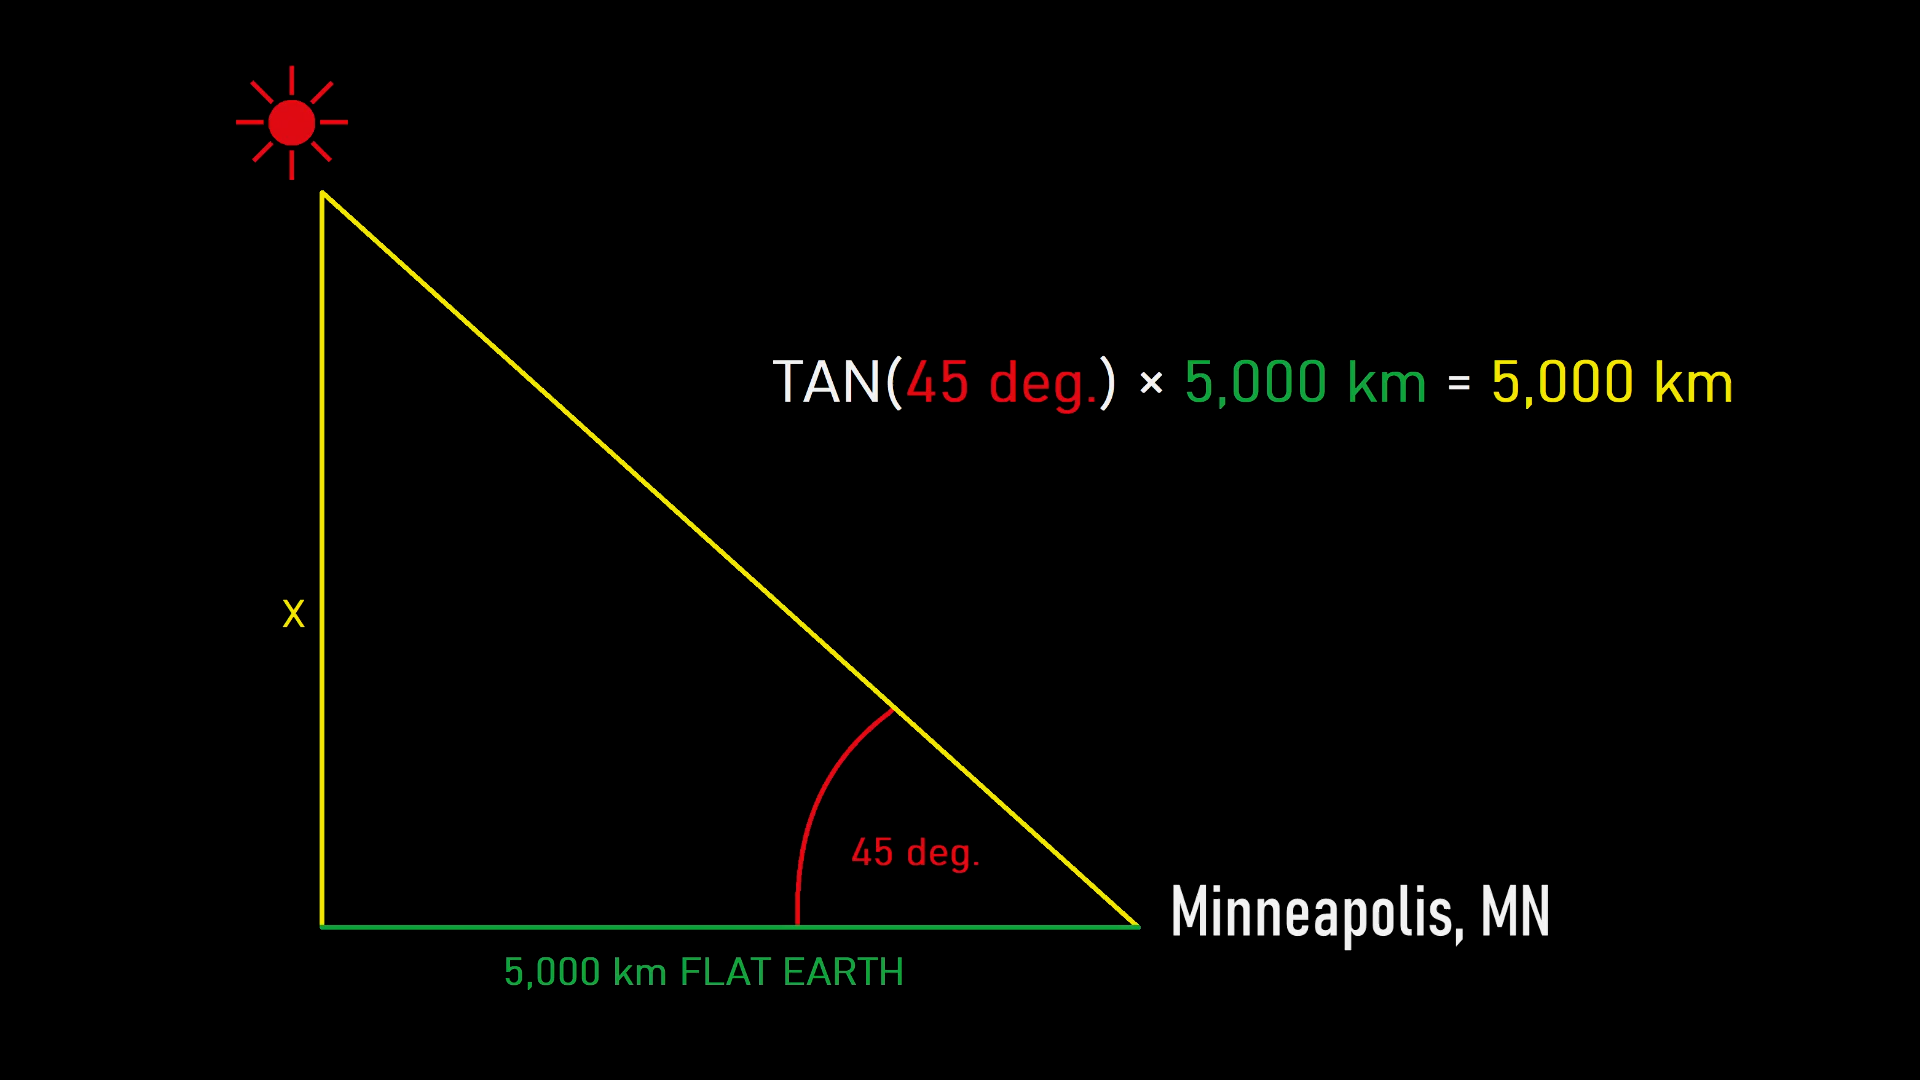 TAN(45 deg.) × 5,000 km = 5,000 km
X
45 deg.
Minneapolis, MN
5,000 km FLAT EARTH